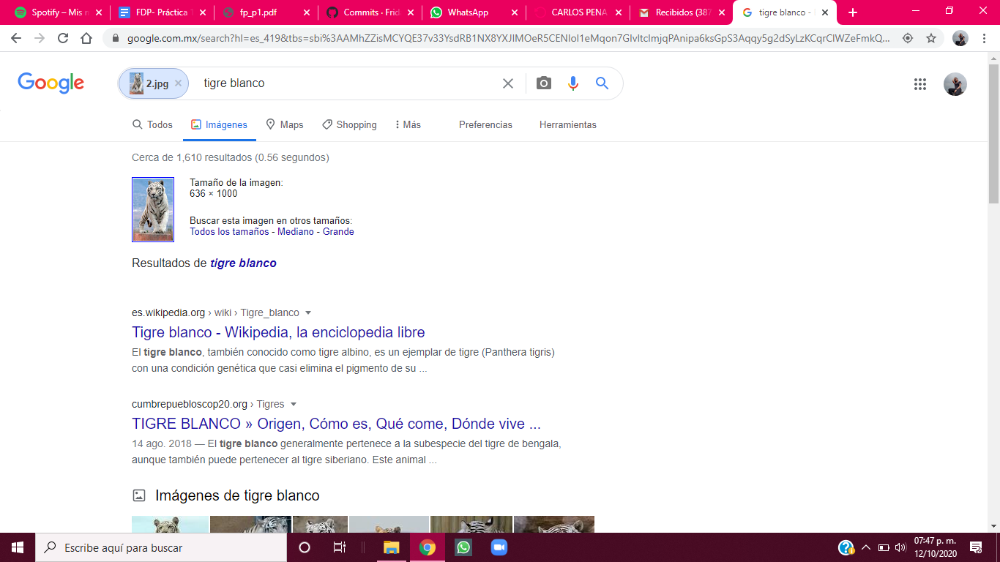 Spotify – Mis
FDP- Práctica 1
fp_p1.pdf
Commits · Frid
WhatsApp
CARLOS PENA
Recibidos (387
tigre blanco -
google.com.mx/search?hl=es_419&tbs=sbi%3AAMhZZisMCYQE37v33YsdRB1NX8YXJIMOeR5CENIol1eMqon7GIvltcImjqPAnipa6ksGpS3Aqqy5g2dSyLzKCqrCIWZeFmkQ...
Google
2.jpg
tigre blanco
Todos
Imágenes
Maps
Shopping
Más
Preferencias
Herramientas
Cerca de 1,610 resultados (0.56 segundos)
Tamaño de la imagen:
636 × 1000
Buscar esta imagen en otros tamaños:
Todos los tamaños - Mediano - Grande
Resultados de tigre blanco
es.wikipedia.org › wiki › Tigre_blanco
Tigre blanco - Wikipedia, la enciclopedia libre
El tigre blanco, también conocido como tigre albino, es un ejemplar de tigre (Panthera tigris)
con una condición genética que casi elimina el pigmento de su ...
cumbrepuebloscop20.org › Tigres
TIGRE BLANCO » Origen, Cómo es, Qué come, Dónde vive ...
14 ago. 2018 — El tigre blanco generalmente pertenece a la subespecie del tigre de bengala,
aunque también puede pertenecer al tigre siberiano. Este animal ...
Imágenes de tigre blanco
Escribe aquí para buscar
07:47 p. m.
12/10/2020